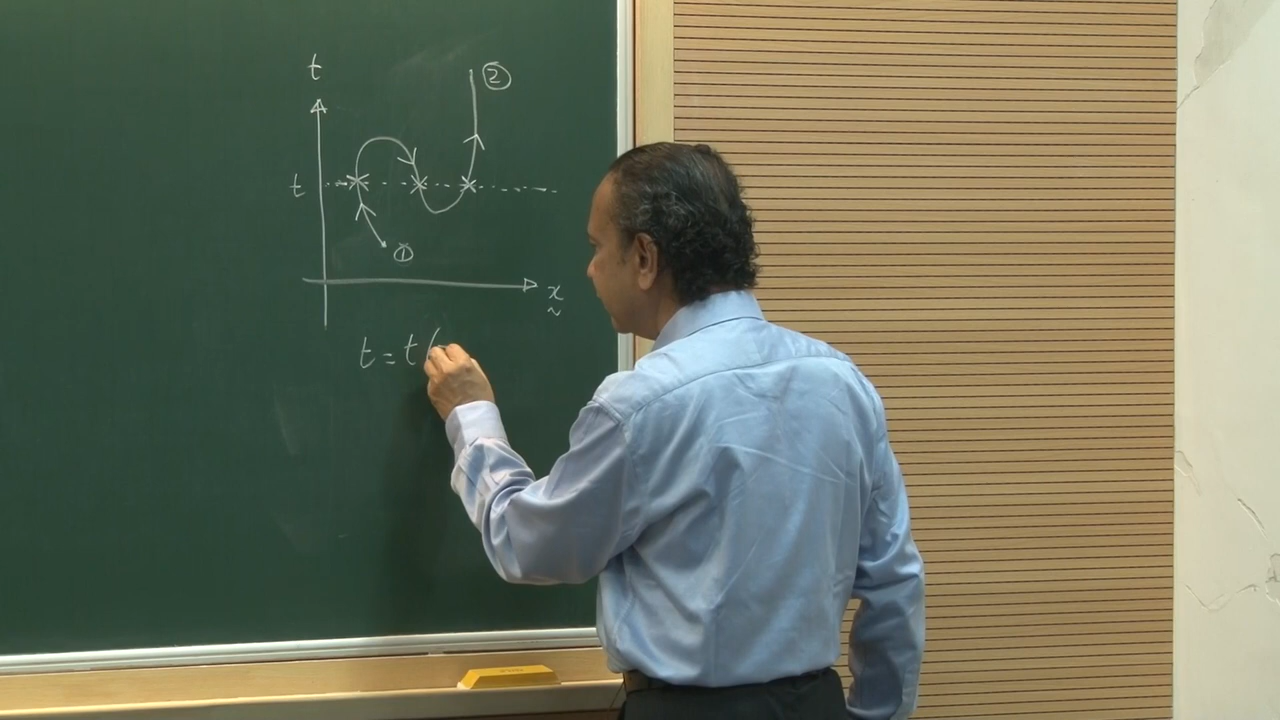 t
②
t
①
x
~
t = t (